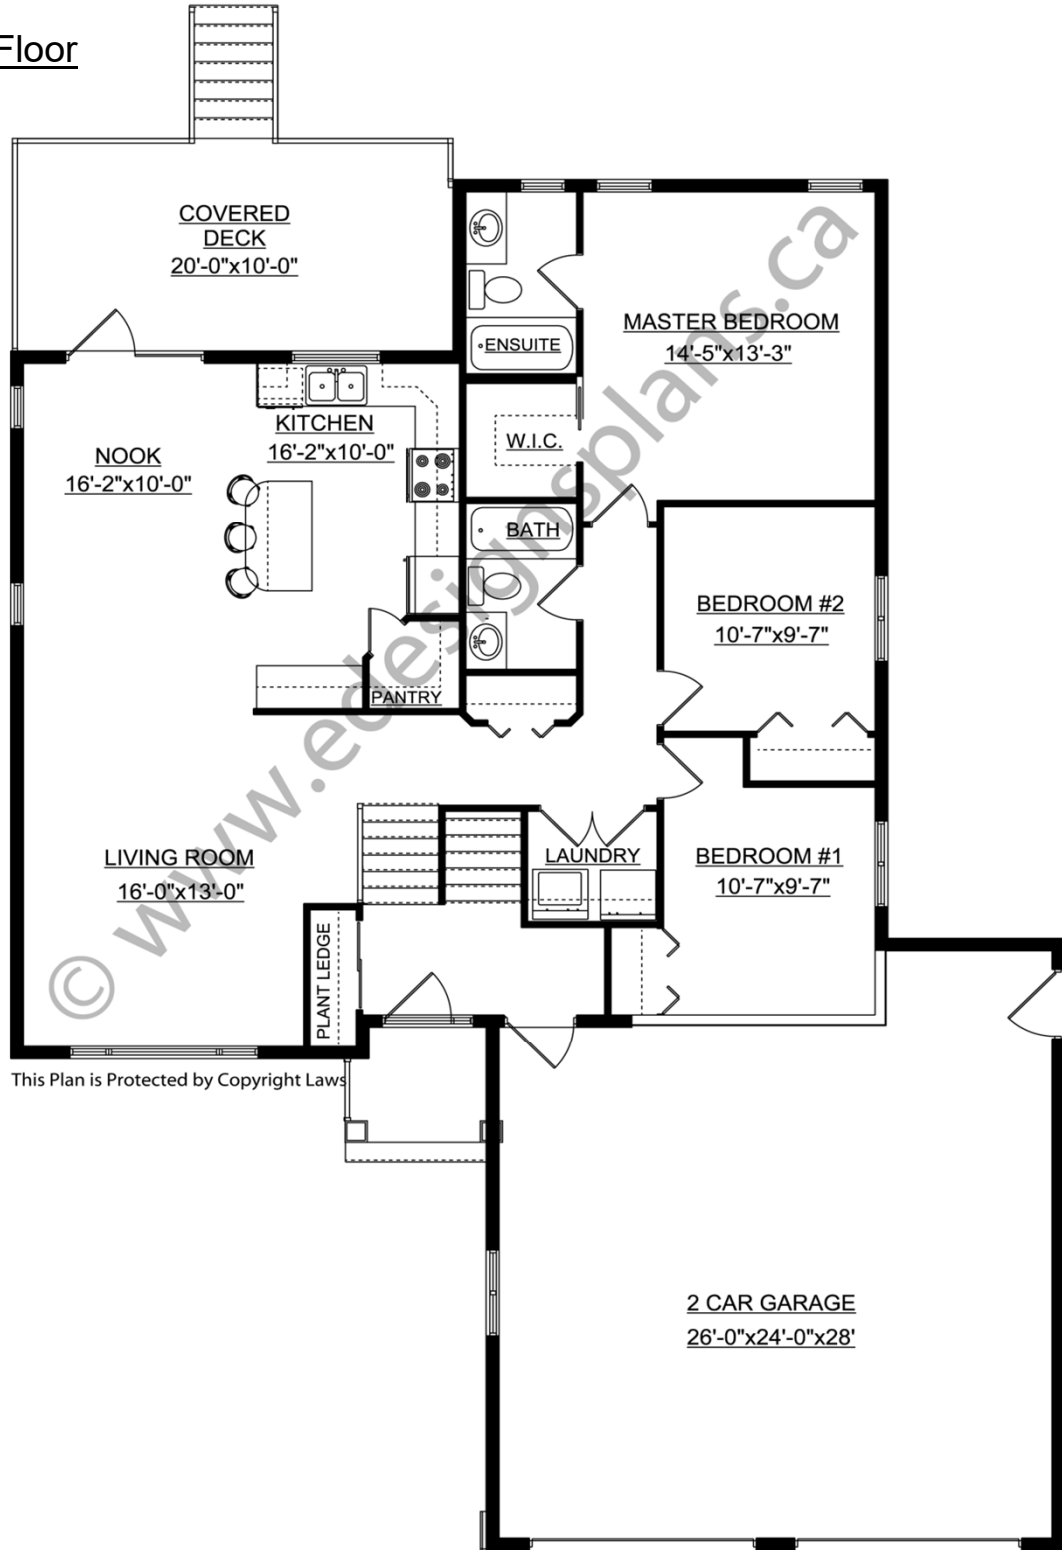 Floor
COVERED
DECK
20'-0"x10'-0"
MASTER BEDROOM
14'-5"x13'-3"
ENSUITE
KITCHEN
16'-2"x10'-0"
W.I.C.
NOOK
16'-2"x10'-0"
BATH
BEDROOM #2
10'-7"x9'-7"
PANTRY
LIVING ROOM
16'-0"x13'-0"
LAUNDRY
BEDROOM #1
10'-7"x9'-7"
PLANT LEDGE
This Plan is Protected by Copyright Laws
2 CAR GARAGE
26'-0"x24'-0"x28'
© www.edesignsplans.ca